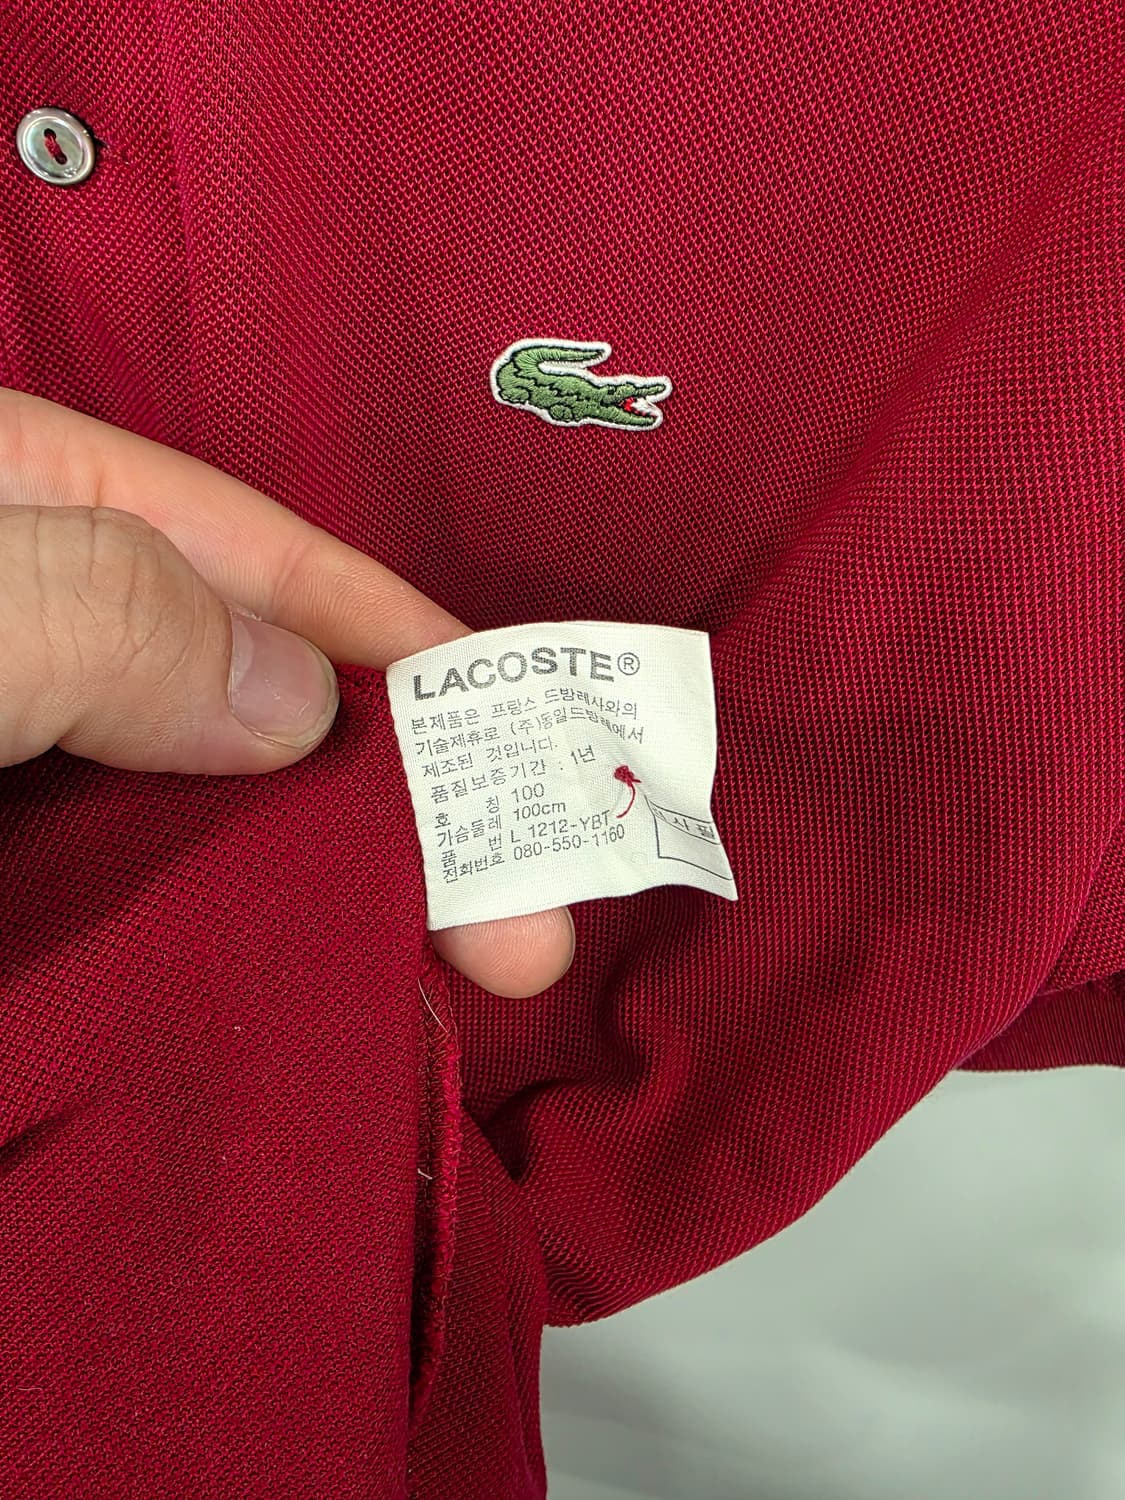 LACOSTE®
본제품은 프랑스 드방레사와의
기술제휴로 (주)동일드방레에서
제조된 것입니다.
품질보증기간 : 1년
호 칭 100
가슴둘레 100cm
품 번 L 1212-YBT
전화번호 080-550-1160